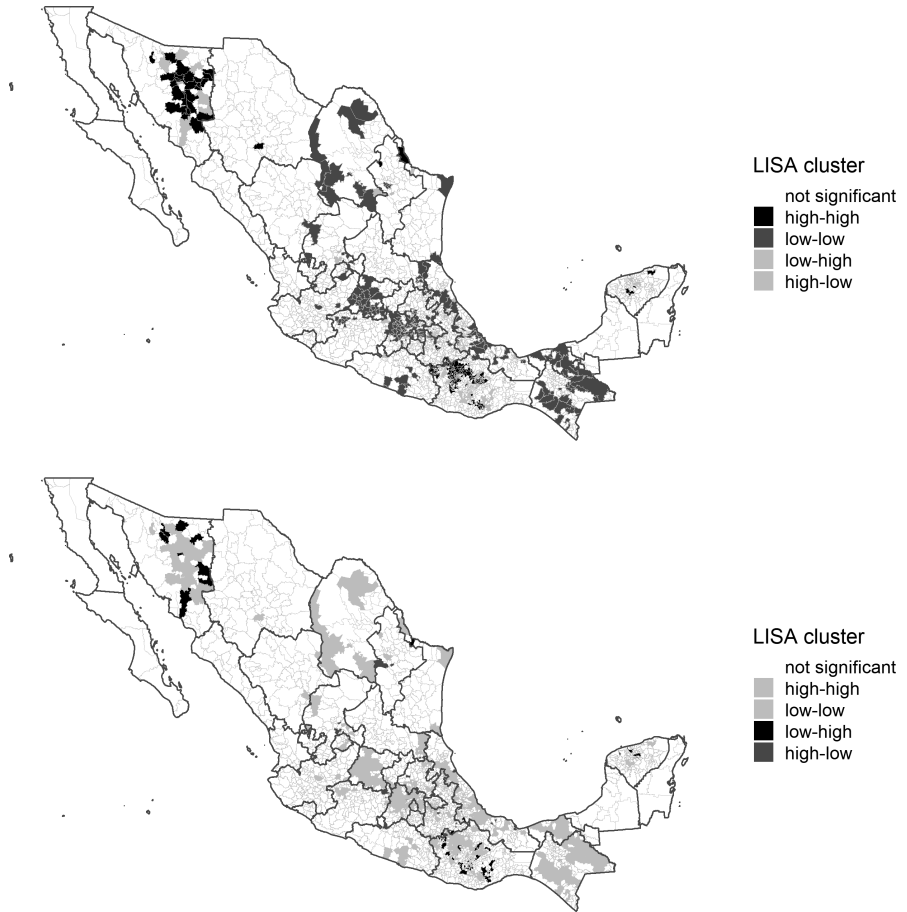 LISA cluster
not significant
high-high
low-low
low-high
high-low
LISA cluster
not significant
high-high
low-low
low-high
high-low